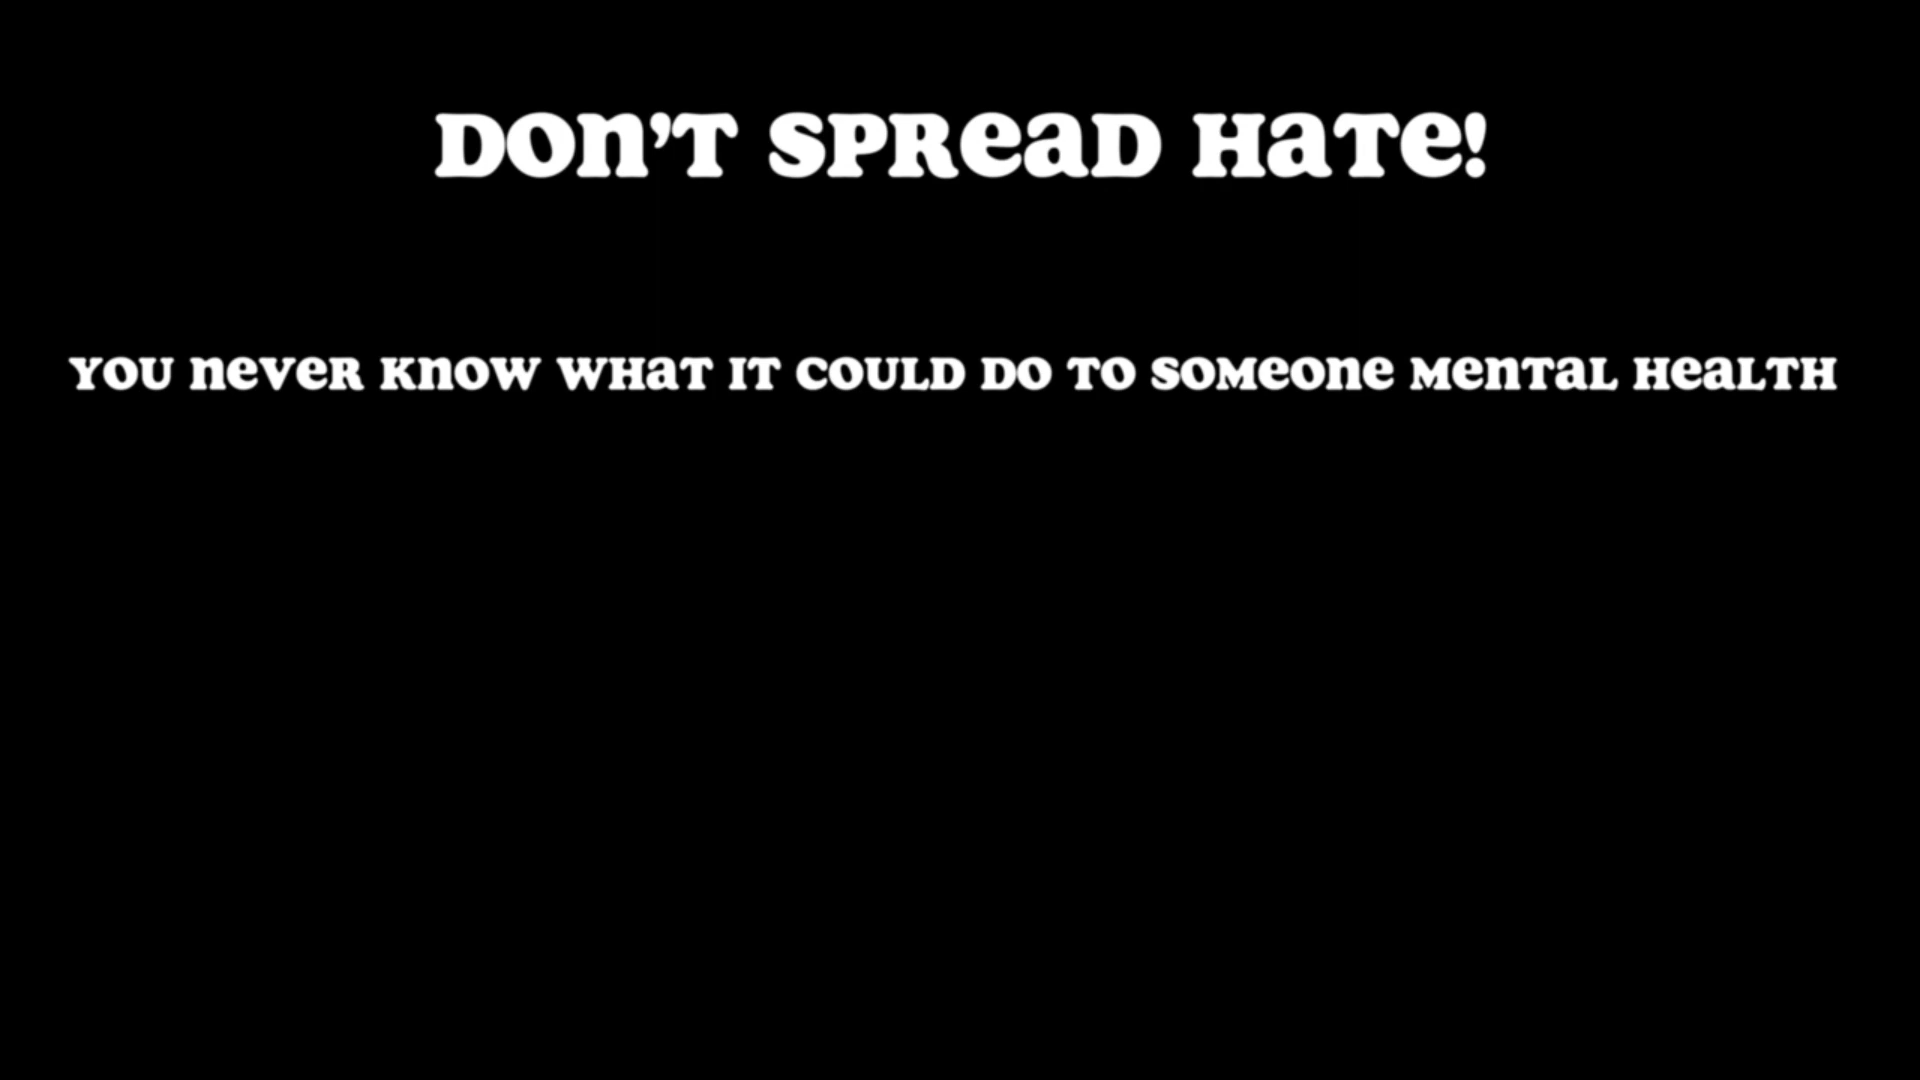 DON'T SPREAD HATE!
YOU NEVER KNOW WHAT IT COULD DO TO SOMEONE MENTAL HEALTH